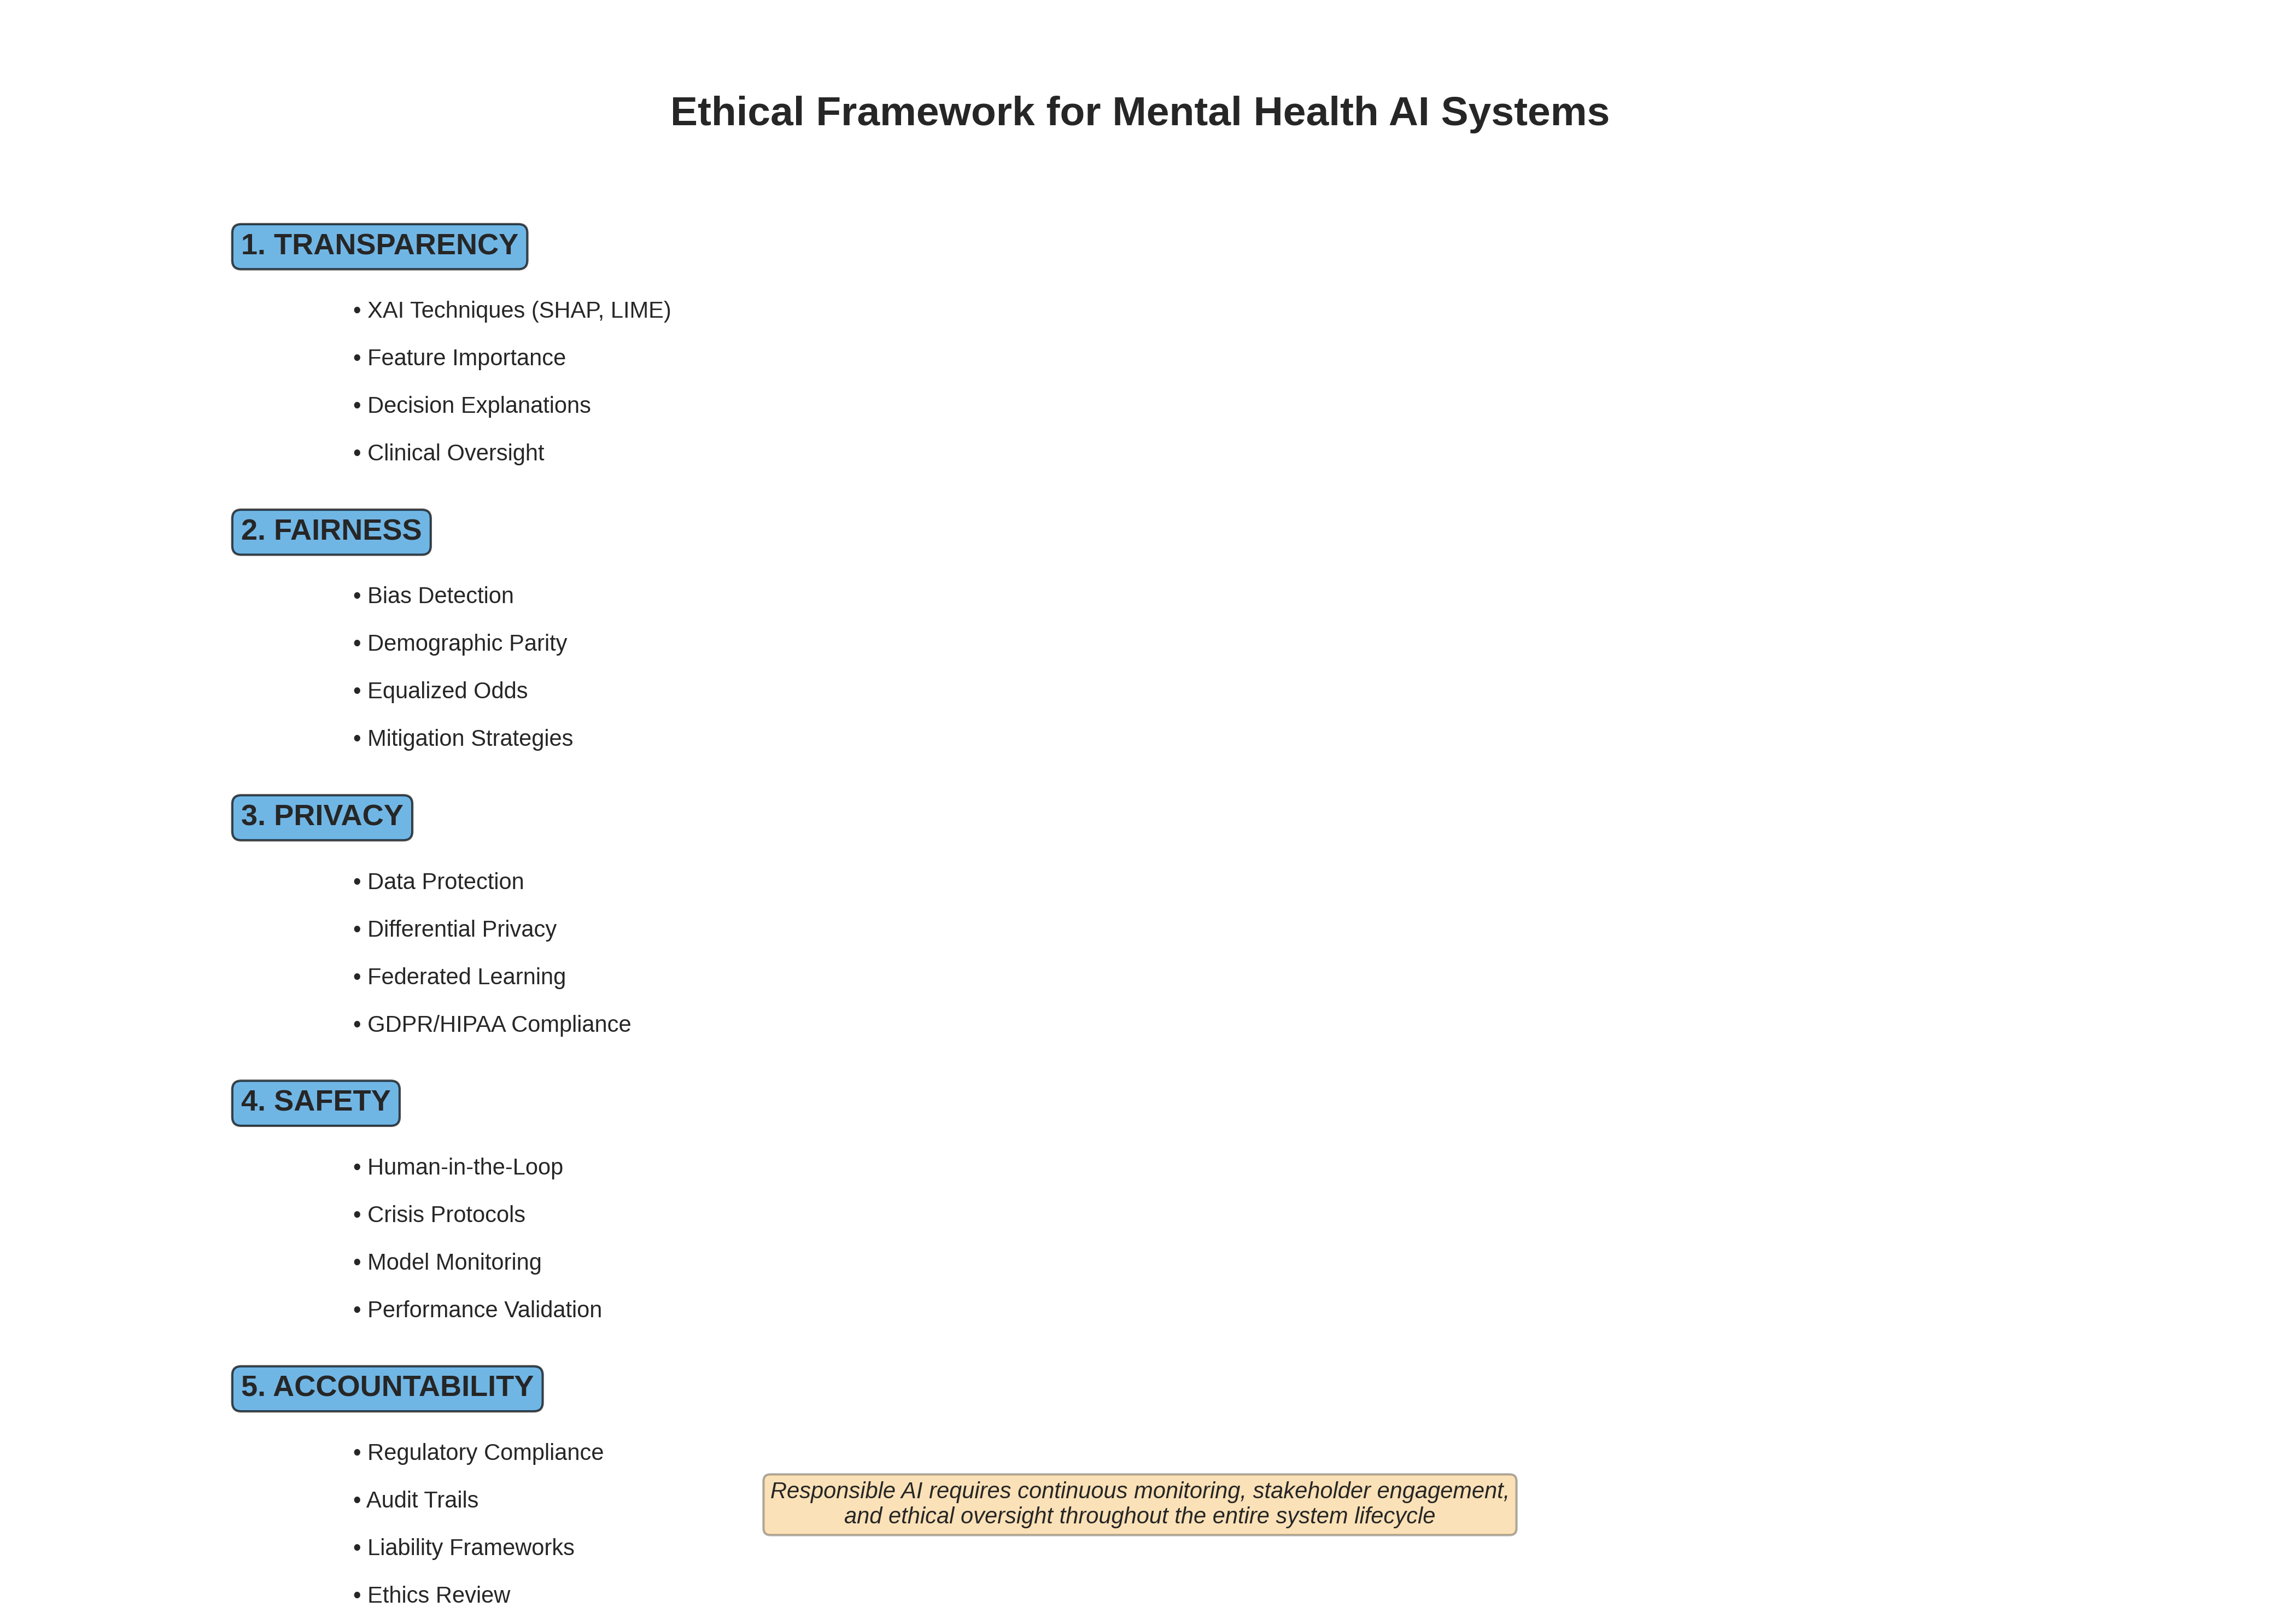 Ethical Framework for Mental Health AI Systems
1. TRANSPARENCY
• XAI Techniques (SHAP, LIME)
• Feature Importance
• Decision Explanations
• Clinical Oversight
2. FAIRNESS
• Bias Detection
• Demographic Parity
• Equalized Odds
• Mitigation Strategies
3. PRIVACY
• Data Protection
• Differential Privacy
• Federated Learning
• GDPR/HIPAA Compliance
4. SAFETY
• Human-in-the-Loop
• Crisis Protocols
• Model Monitoring
• Performance Validation
5. ACCOUNTABILITY
• Regulatory Compliance
• Audit Trails
• Liability Frameworks
• Ethics Review
Responsible AI requires continuous monitoring, stakeholder engagement,
and ethical oversight throughout the entire system lifecycle